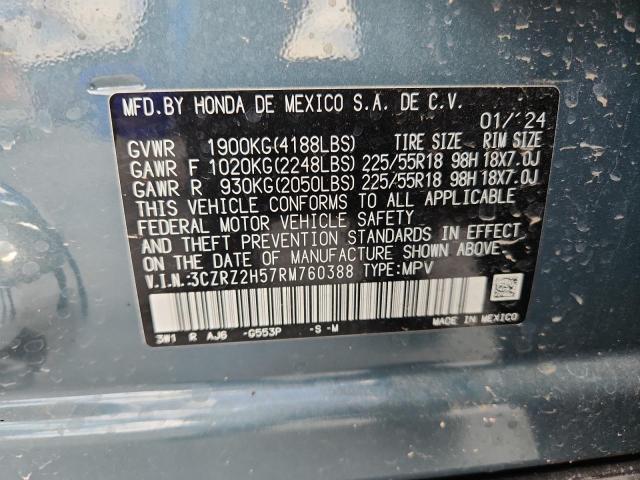 MFD.BY HONDA DE MEXICO S.A. DE C.V.
01/'24
GVWR 1900KG(4188LBS) TIRE SIZE RIM SIZE
GAWR F 1020KG(2248LBS) 225/55R18 98H 18X7.0J
GAWR R 930KG(2050LBS) 225/55R18 98H 18X7.0J
THIS VEHICLE CONFORMS TO ALL APPLICABLE
FEDERAL MOTOR VEHICLE SAFETY
AND THEFT PREVENTION STANDARDS IN EFFECT
ON THE DATE OF MANUFACTURE SHOWN ABOVE.
V.I.N.:3CZRZ2H57RM760388 TYPE:MPV
3W1 R AJ6 -G553P -S -M
MADE IN MEXICO